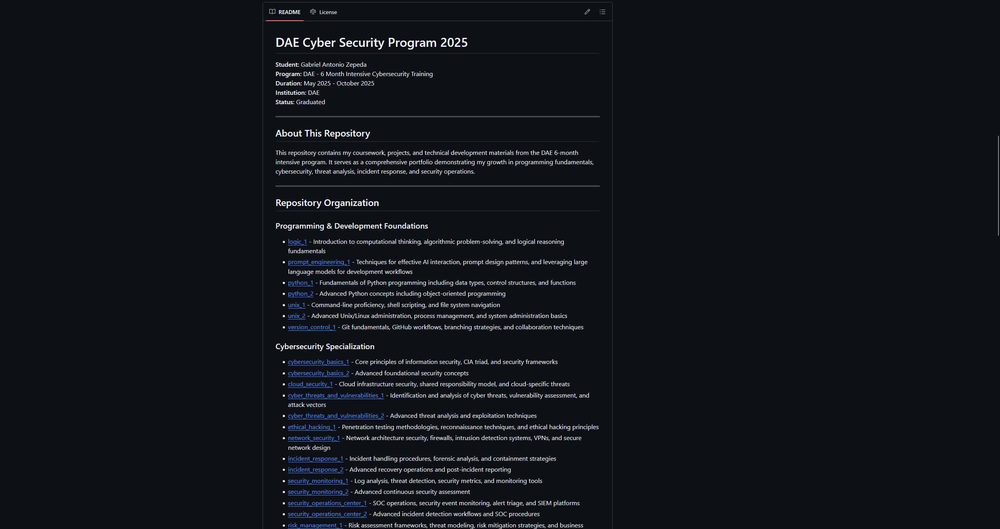 README License
DAE Cyber Security Program 2025
Student: Gabriel Antonio Zepeda
Program: DAE - 6 Month Intensive Cybersecurity Training
Duration: May 2025 - October 2025
Institution: DAE
Status: Graduated
About This Repository
This repository contains my coursework, projects, and technical development materials from the DAE 6-month
intensive program. It serves as a comprehensive portfolio demonstrating my growth in programming fundamentals,
cybersecurity, threat analysis, incident response, and security operations.
Repository Organization
Programming & Development Foundations
• logic_1 - Introduction to computational thinking, algorithmic problem-solving, and logical reasoning
fundamentals
• prompt_engineering_1 - Techniques for effective AI interaction, prompt design patterns, and leveraging large
language models for development workflows
• python_1 - Fundamentals of Python programming including data types, control structures, and functions
• python_2 - Advanced Python concepts including object-oriented programming
• unix_1 - Command-line proficiency, shell scripting, and file system navigation
• unix_2 - Advanced Unix/Linux administration, process management, and system administration basics
• version_control_1 - Git fundamentals, GitHub workflows, branching strategies, and collaboration techniques
Cybersecurity Specialization
• cybersecurity_basics_1 - Core principles of information security, CIA triad, and security frameworks
• cybersecurity_basics_2 - Advanced foundational security concepts
• cloud_security_1 - Cloud infrastructure security, shared responsibility model, and cloud-specific threats
• cyber_threats_and_vulnerabilities_1 - Identification and analysis of cyber threats, vulnerability assessment, and
attack vectors
• cyber_threats_and_vulnerabilities_2 - Advanced threat analysis and exploitation techniques
• ethical_hacking_1 - Penetration testing methodologies, reconnaissance techniques, and ethical hacking principles
• network_security_1 - Network architecture security, firewalls, intrusion detection systems, VPNs, and secure
network design
• incident_response_1 - Incident handling procedures, forensic analysis, and containment strategies
• incident_response_2 - Advanced recovery operations and post-incident reporting
• security_monitoring_1 - Log analysis, threat detection, security metrics, and monitoring tools
• security_monitoring_2 - Advanced continuous security assessment
• security_operations_center_1 - SOC operations, security event monitoring, alert triage, and SIEM platforms
• security_operations_center_2 - Advanced incident detection workflows and SOC procedures
• risk_management_1 - Risk assessment frameworks, threat modeling, risk mitigation strategies, and business